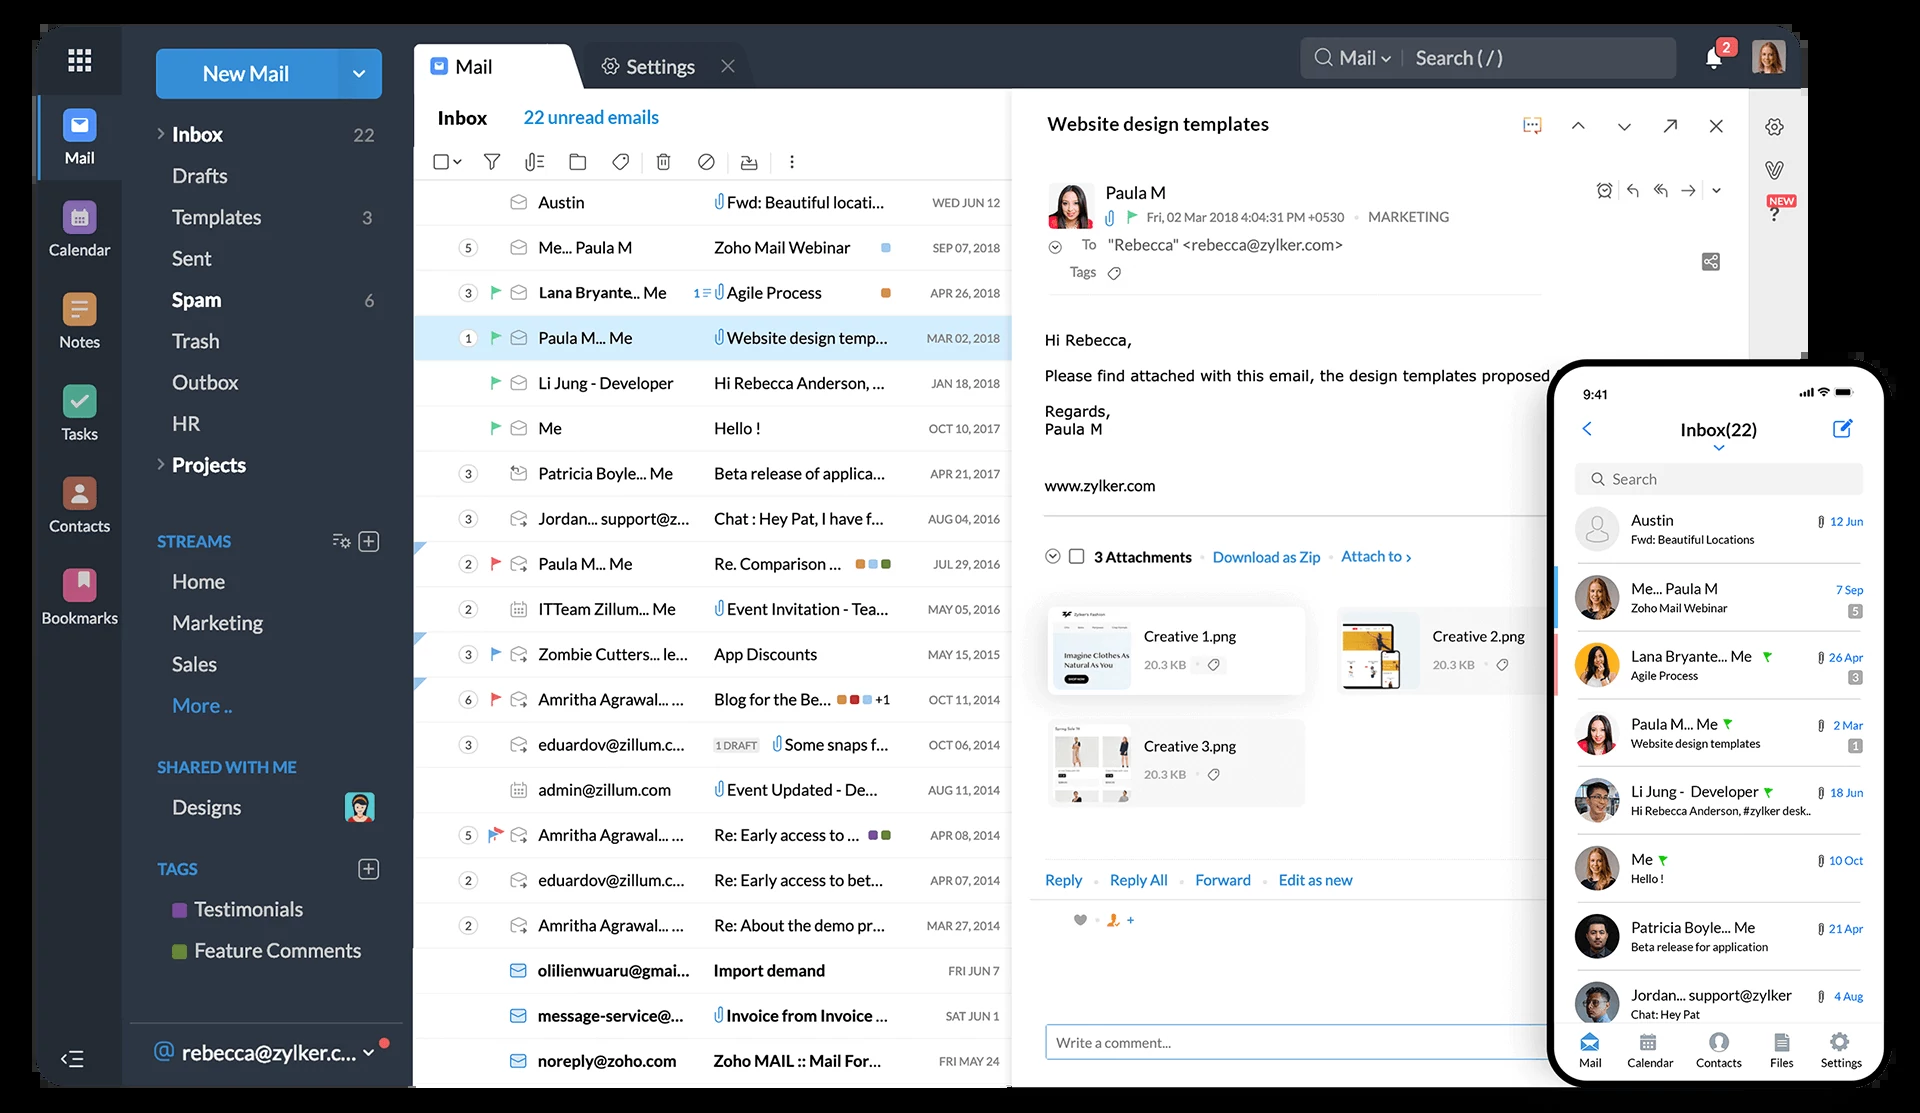 New Mail
Mail
Settings
Mail
Search ( / )
2
Mail
Calendar
Notes
Tasks
Contacts
Bookmarks
Inbox 22
Drafts
Templates 3
Sent
Spam 6
Trash
Outbox
HR
Projects
STREAMS
Home
Marketing
Sales
More ..
SHARED WITH ME
Designs
TAGS
Testimonials
Feature Comments
@ rebecca@zylker.c...
Inbox 22 unread emails
Austin Fwd: Beautiful locati... WED JUN 12
5 Me... Paula M Zoho Mail Webinar SEP 07, 2018
3 Lana Bryante... Me 1 Agile Process APR 26, 2018
1 Paula M... Me Website design temp... MAR 02, 2018
Li Jung - Developer Hi Rebecca Anderson, ... JAN 18, 2018
Me Hello ! OCT 10, 2017
3 Patricia Boyle... Me Beta release of applica... APR 21, 2017
3 Jordan... support@z... Chat : Hey Pat, I have f... AUG 04, 2016
2 Paula M... Me Re. Comparison ... JUL 29, 2016
2 ITTeam Zillum... Me Event Invitation - Tea... MAY 05, 2016
3 Zombie Cutters... le... App Discounts MAY 15, 2015
6 Amritha Agrawal... ... Blog for the Be... +1 OCT 11, 2014
3 eduardov@zillum.c... 1 DRAFT Some snaps f... OCT 06, 2014
admin@zillum.com Event Updated - De... AUG 11, 2014
5 Amritha Agrawal... ... Re: Early access to ... APR 08, 2014
2 eduardov@zillum.c... Re: Early access to bet... APR 07, 2014
2 Amritha Agrawal... ... Re: About the demo pr... MAR 27, 2014
olilienwuaru@gmai... Import demand FRI JUN 7
message-service@... Invoice from Invoice ... SAT JUN 1
noreply@zoho.com Zoho MAIL :: Mail For... FRI MAY 24
Website design templates
NEW
?
Paula M
Fri, 02 Mar 2018 4:04:31 PM +0530 MARKETING
To "Rebecca" <rebecca@zylker.com>
Tags
Hi Rebecca,
Please find attached with this email, the design templates proposed
Regards,
Paula M
www.zylker.com
3 Attachments Download as Zip Attach to >
Zylker's Fashion
Imagine Clothes As
Natural As You
SHOP NOW
Creative 1.png
20.3 KB
Creative 2.png
20.3 KB
Creative 3.png
20.3 KB
Reply Reply All Forward Edit as new
+
Write a comment...
9:41
Inbox(22)
Search
Austin 12 Jun
Fwd: Beautiful Locations
Me... Paula M 7 Sep
Zoho Mail Webinar 5
Lana Bryante... Me 26 Apr
Agile Process 3
Paula M... Me 2 Mar
Website design templates 1
Li Jung - Developer 18 Jun
Hi Rebecca Anderson, #zylker desk..
Me 10 Oct
Hello !
Patricia Boyle... Me 21 Apr
Beta release for application
Jordan... support@zylker 4 Aug
Chat: Hey Pat
Mail Calendar Contacts Files Settings